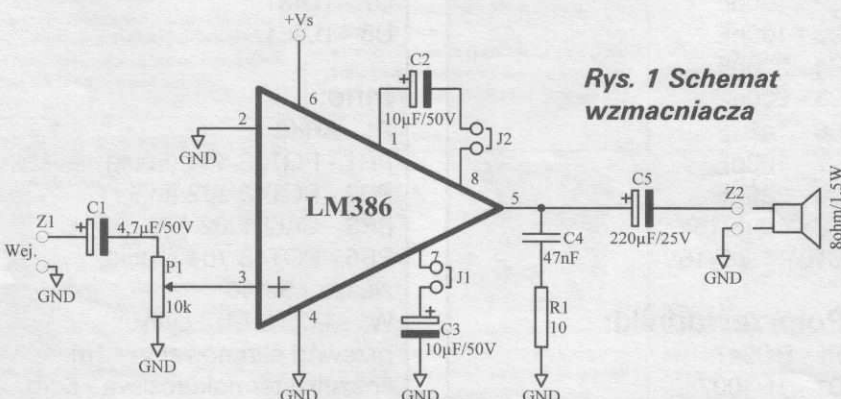 +Vs
C2
Rys. 1 Schemat
wzmacniacza
6
+
10µF/50V
1
J2
2
GND
8
C5
Z2
5
LM386
+
220µF/25V
8ohm/1,5W
GND
Z1
C1
+
4,7µF/50V
C4
47nF
Wej.
GND
P1
10k
3
+
7
J1
+
C3
10µF/50V
4
R1
10
GND
GND
GND
GND
GND